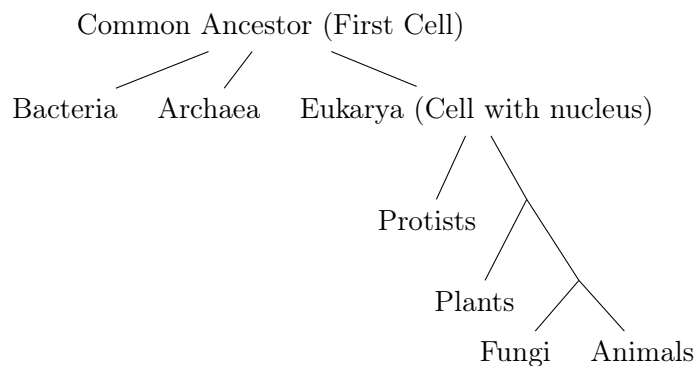 Common Ancestor (First Cell)
Bacteria
Archaea
Eukarya (Cell with nucleus)
Protists
Plants
Fungi
Animals